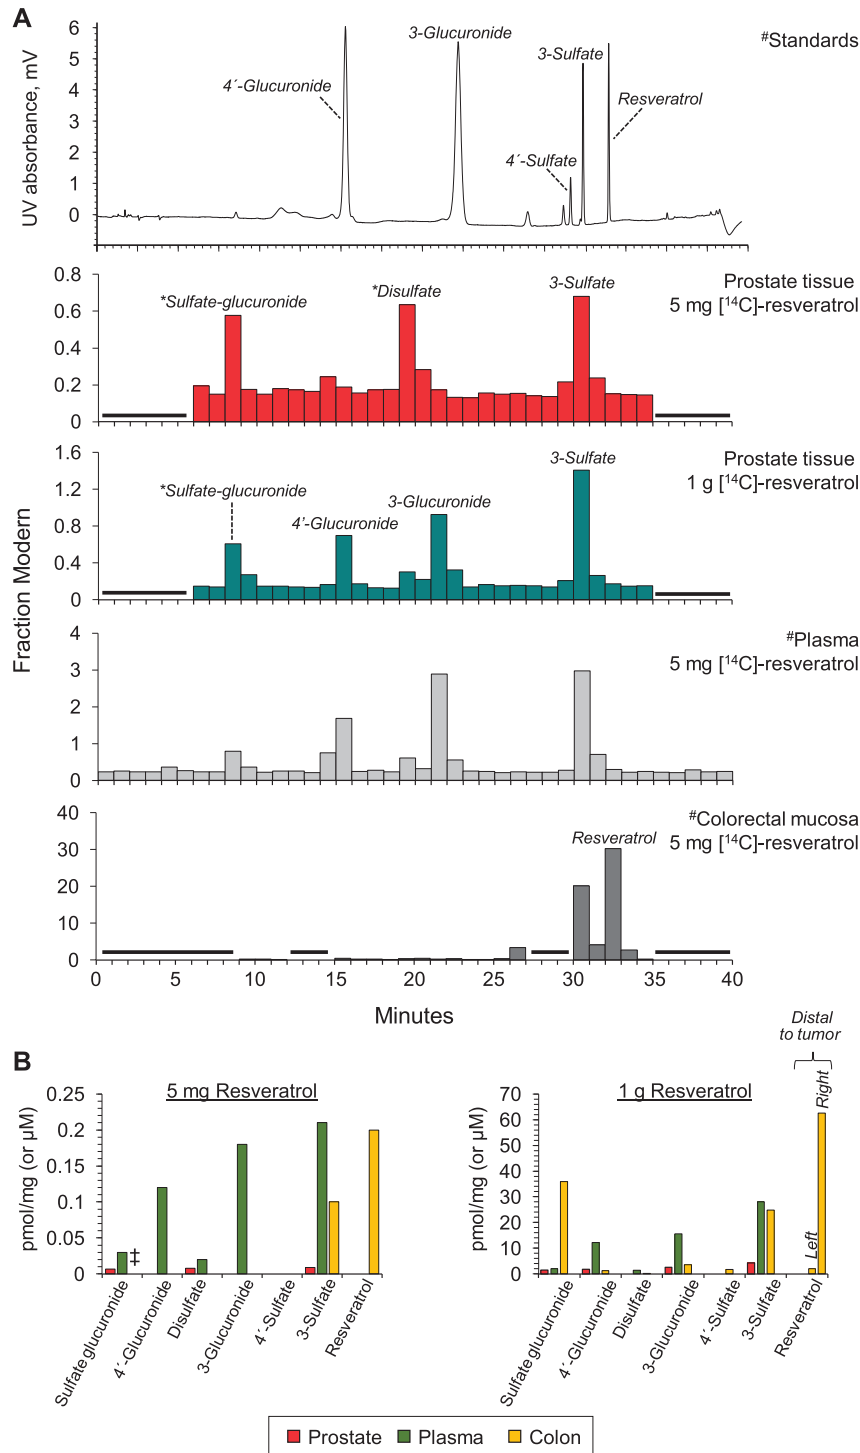 A
#Standards
UV absorbance, mV
6
5
4
3
2
1
0
4´-Glucuronide
3-Glucuronide
3-Sulfate
Resveratrol
4´-Sulfate
Prostate tissue
5 mg [14C]-resveratrol
0.8
0.6
0.4
0.2
0
*Sulfate-glucuronide
*Disulfate
3-Sulfate
Prostate tissue
1 g [14C]-resveratrol
1.6
1.2
0.8
0.4
0
*Sulfate-glucuronide
4'-Glucuronide
3-Glucuronide
3-Sulfate
Fraction Modern
#Plasma
5 mg [14C]-resveratrol
4
3
2
1
0
#Colorectal mucosa
5 mg [14C]-resveratrol
40
30
20
10
0
Resveratrol
0 5 10 15 20 25 30 35 40
Minutes
B
5 mg Resveratrol
pmol/mg (or µM)
0.25
0.2
0.15
0.1
0.05
0
‡
Sulfate glucuronide
4´-Glucuronide
Disulfate
3-Glucuronide
4´-Sulfate
3-Sulfate
Resveratrol
1 g Resveratrol
Distal
to tumor
Left
Right
pmol/mg (or µM)
70
60
50
40
30
20
10
0
Sulfate glucuronide
4´-Glucuronide
Disulfate
3-Glucuronide
4´-Sulfate
3-Sulfate
Resveratrol
Prostate Plasma Colon